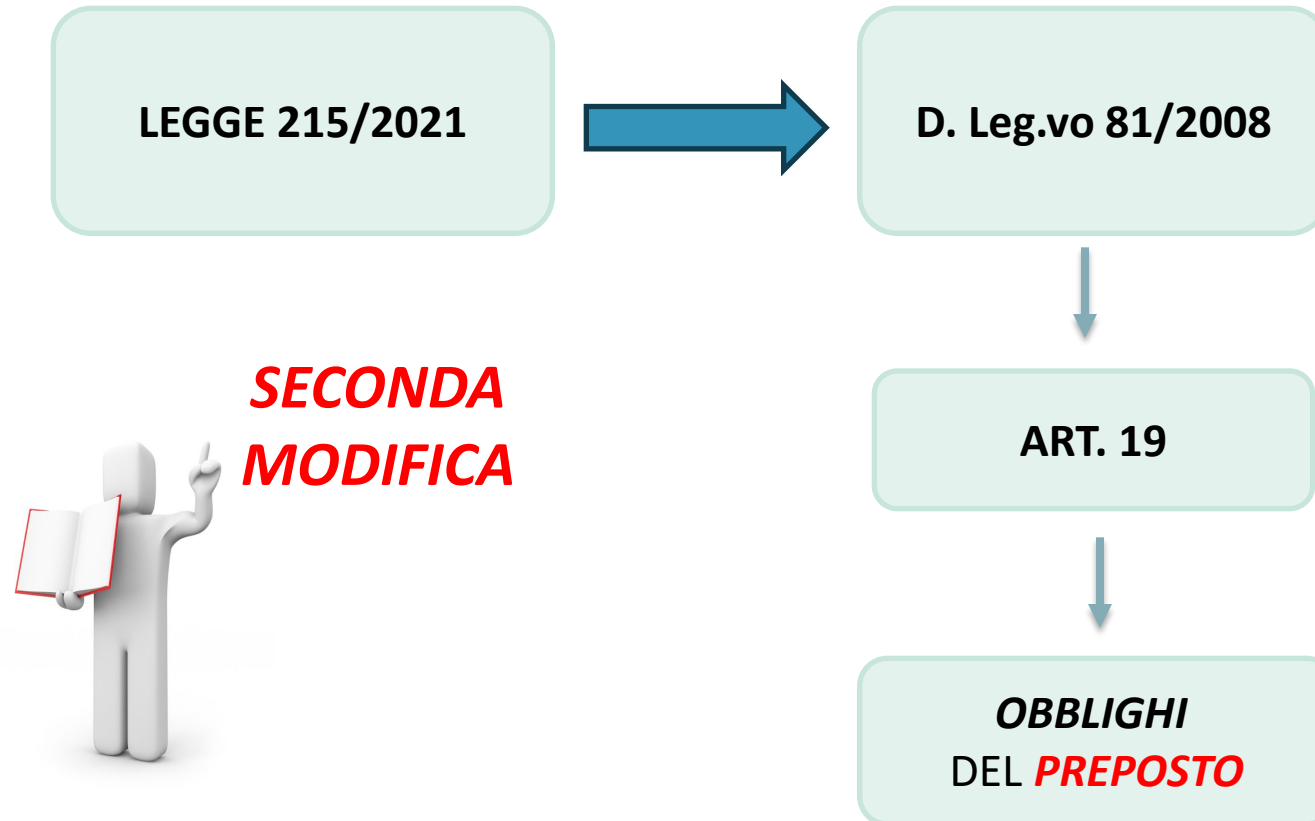 LEGGE 215/2021
D. Leg.vo 81/2008
SECONDA
MODIFICA
ART. 19
OBBLIGHI
DEL PREPOSTO